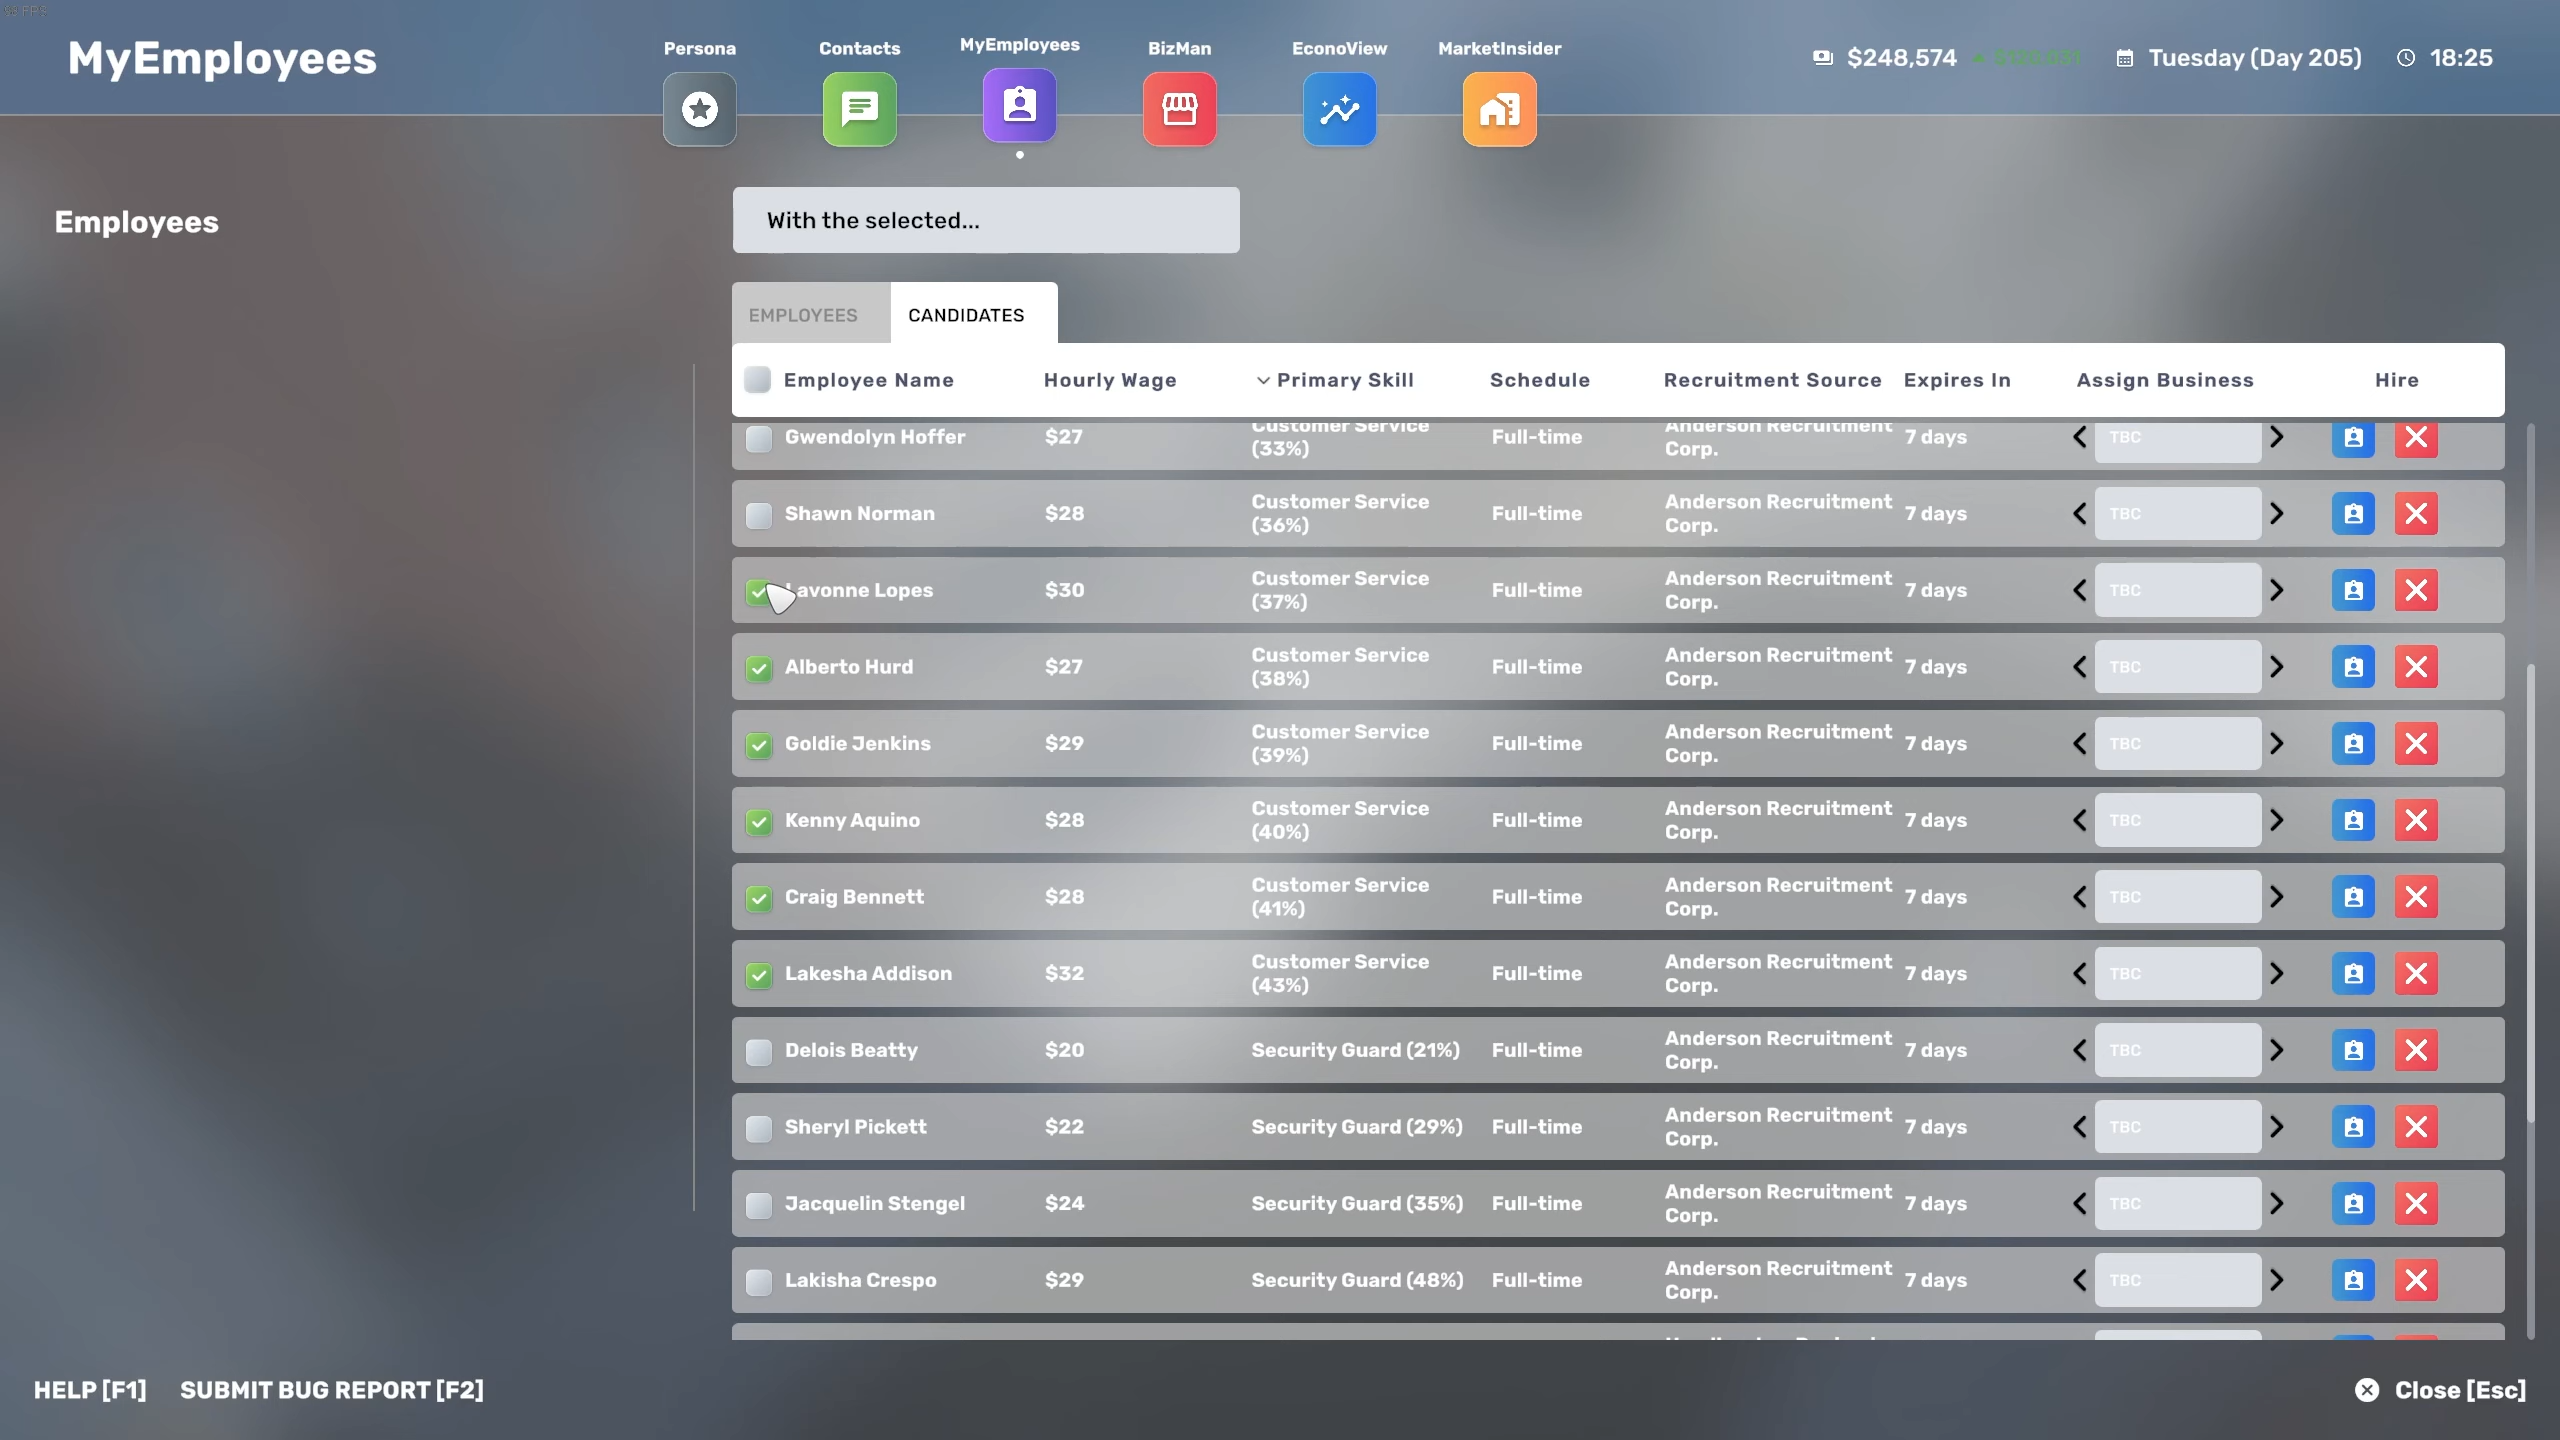 MyEmployees
Persona
Contacts
MyEmployees
BizMan
EconoView
MarketInsider
$248,574
Tuesday (Day 205)
18:25
Employees
With the selected...
EMPLOYEES
CANDIDATES
Employee Name Hourly Wage Primary Skill Schedule Recruitment Source Expires In Assign Business Hire
Gwendolyn Hoffer $27 Customer Service (33%) Full-time Anderson Recruitment Corp. 7 days TBC
Shawn Norman $28 Customer Service (36%) Full-time Anderson Recruitment Corp. 7 days TBC
Lavonne Lopes $30 Customer Service (37%) Full-time Anderson Recruitment Corp. 7 days TBC
Alberto Hurd $27 Customer Service (38%) Full-time Anderson Recruitment Corp. 7 days TBC
Goldie Jenkins $29 Customer Service (39%) Full-time Anderson Recruitment Corp. 7 days TBC
Kenny Aquino $28 Customer Service (40%) Full-time Anderson Recruitment Corp. 7 days TBC
Craig Bennett $28 Customer Service (41%) Full-time Anderson Recruitment Corp. 7 days TBC
Lakesha Addison $32 Customer Service (43%) Full-time Anderson Recruitment Corp. 7 days TBC
Delois Beatty $20 Security Guard (21%) Full-time Anderson Recruitment Corp. 7 days TBC
Sheryl Pickett $22 Security Guard (29%) Full-time Anderson Recruitment Corp. 7 days TBC
Jacquelin Stengel $24 Security Guard (35%) Full-time Anderson Recruitment Corp. 7 days TBC
Lakisha Crespo $29 Security Guard (48%) Full-time Anderson Recruitment Corp. 7 days TBC
HELP [F1]
SUBMIT BUG REPORT [F2]
Close [Esc]